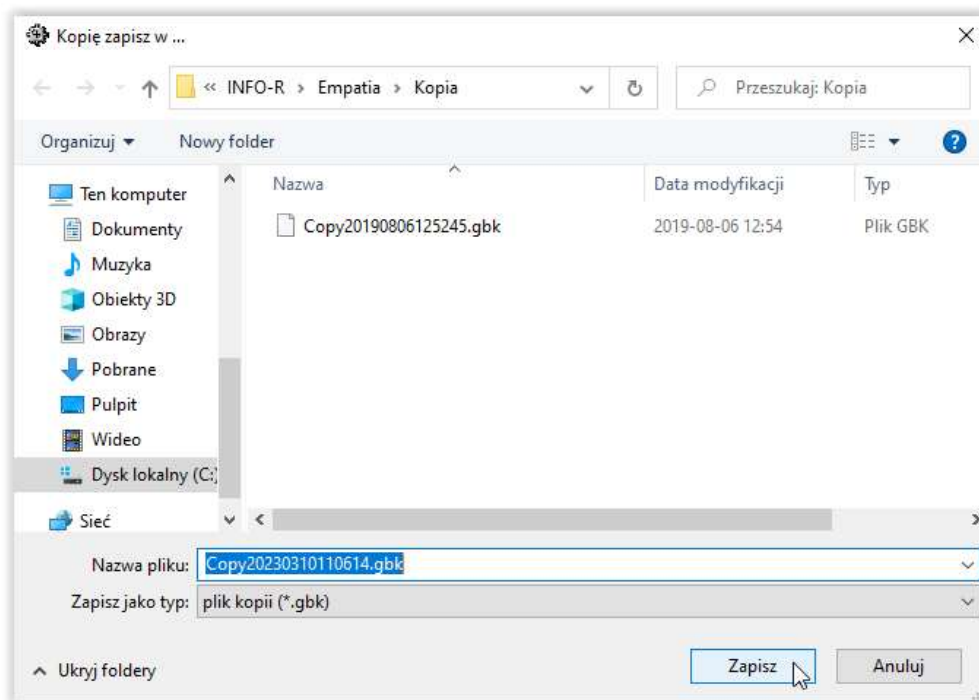 Kopię zapisz w ...
« INFO-R › Empatia › Kopia
Przeszukaj: Kopia
Organizuj
Nowy folder
Nazwa
Data modyfikacji
Typ
Ten komputer
Copy20190806125245.gbk
2019-08-06 12:54
Plik GBK
Dokumenty
Muzyka
Obiekty 3D
Obrazy
Pobrane
Pulpit
Wideo
Dysk lokalny (C:)
Sieć
Nazwa pliku: Copy20230310110614.gbk
Zapisz jako typ: plik kopii (*.gbk)
Ukryj foldery
Zapisz
Anuluj